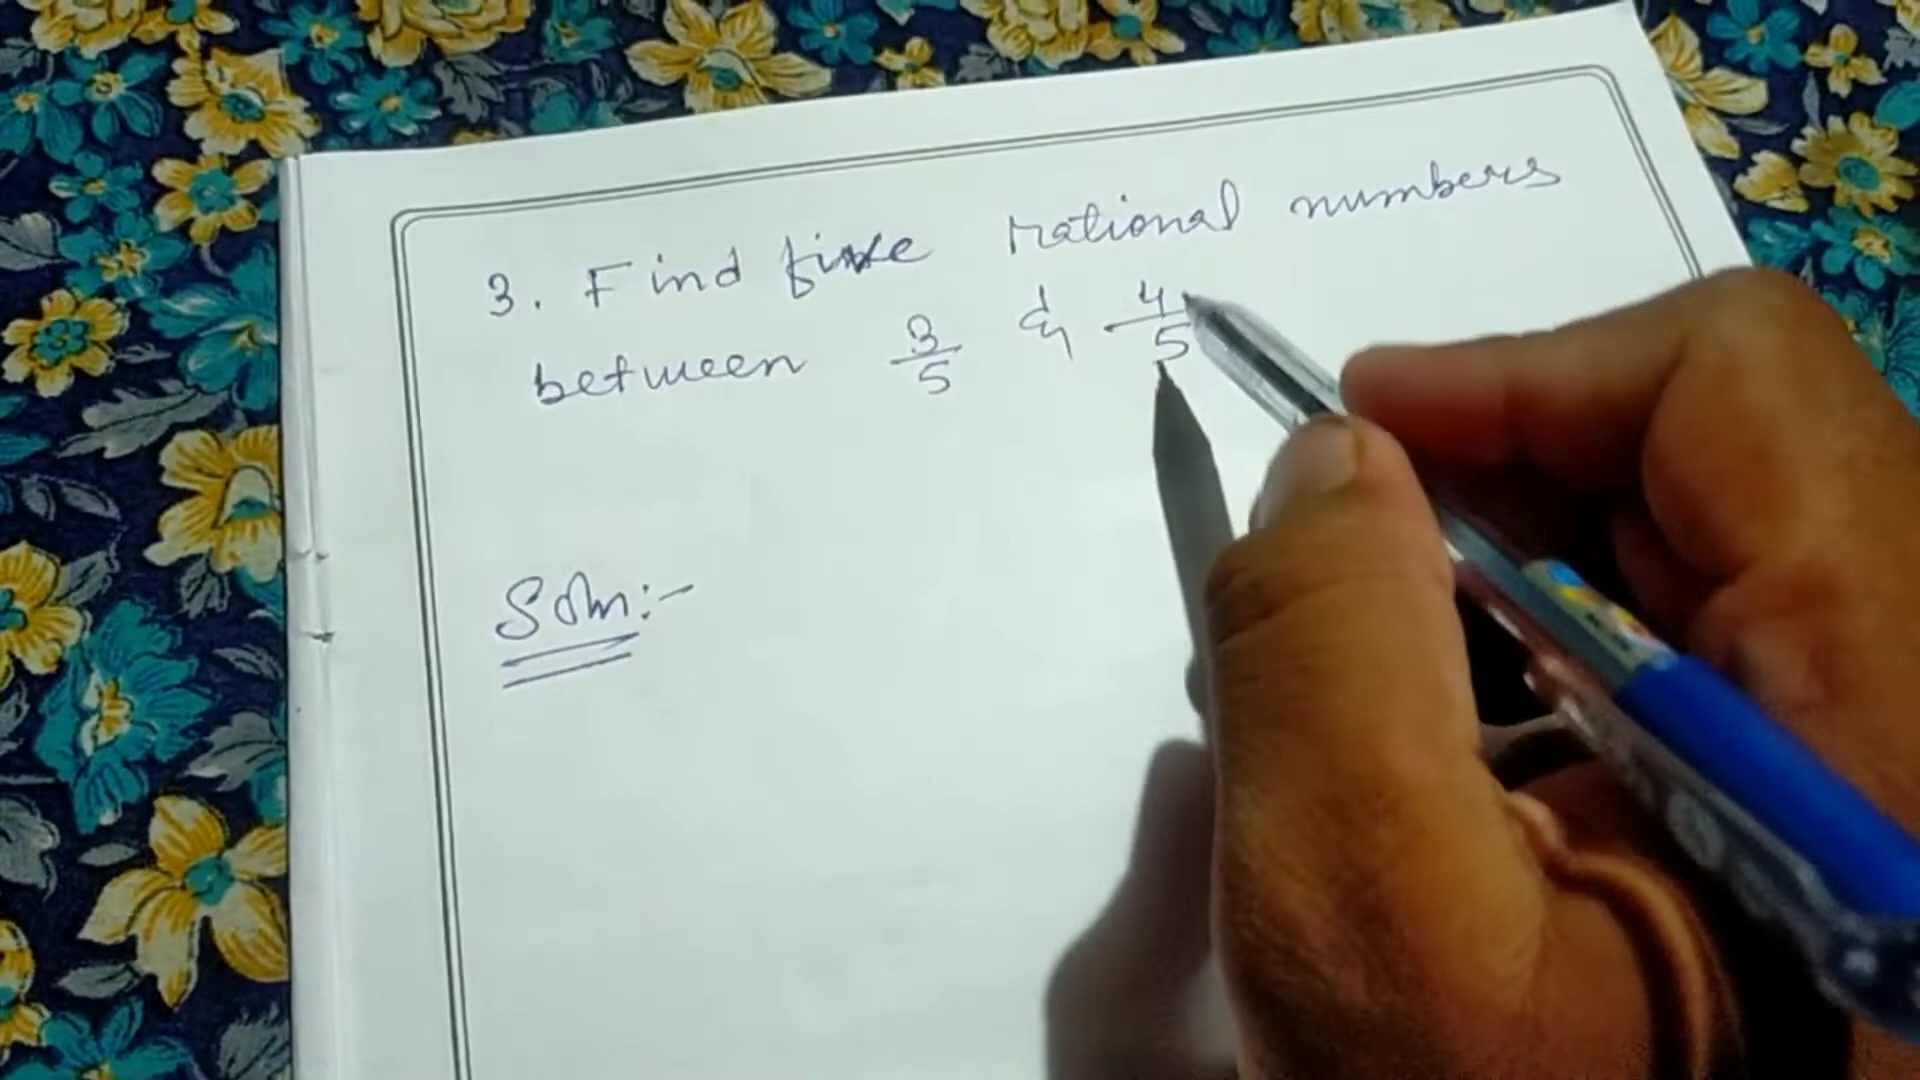 3. Find five rational numbers
between 3/5 & 4/5
Soln:-